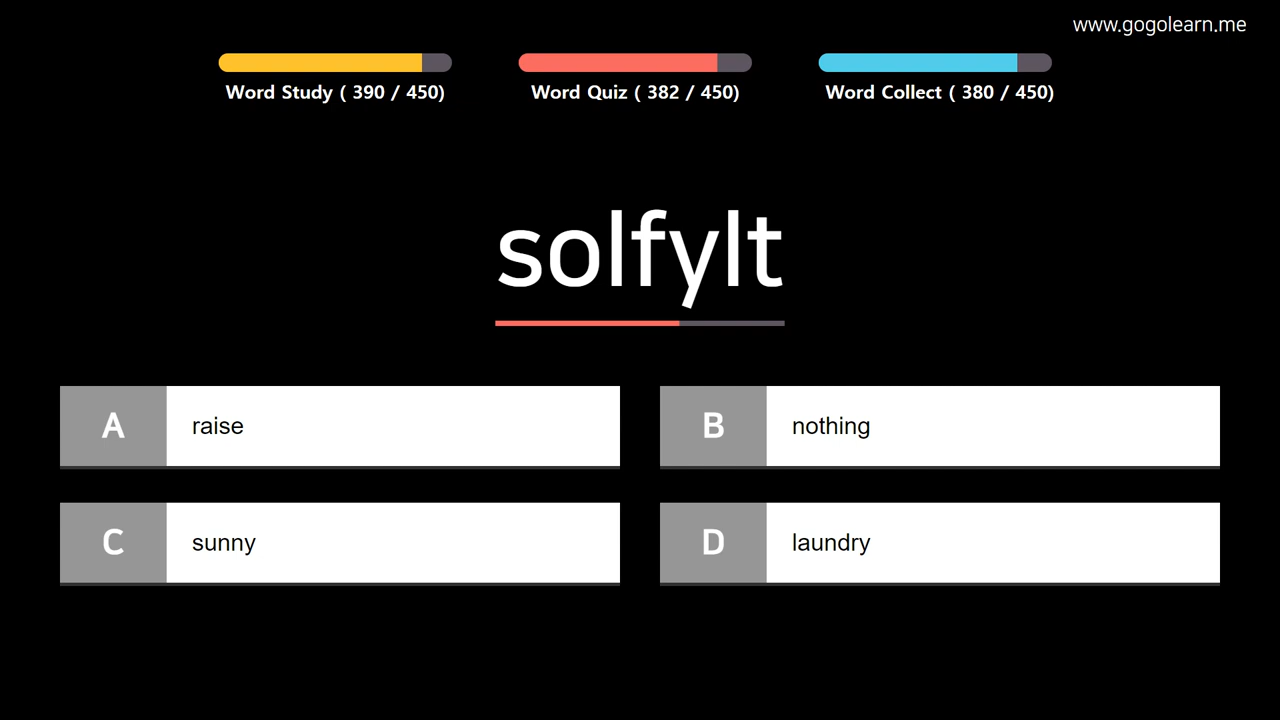 www.gogolearn.me
Word Study ( 390 / 450)
Word Quiz ( 382 / 450)
Word Collect ( 380 / 450)
solfylt
A raise
B nothing
C sunny
D laundry